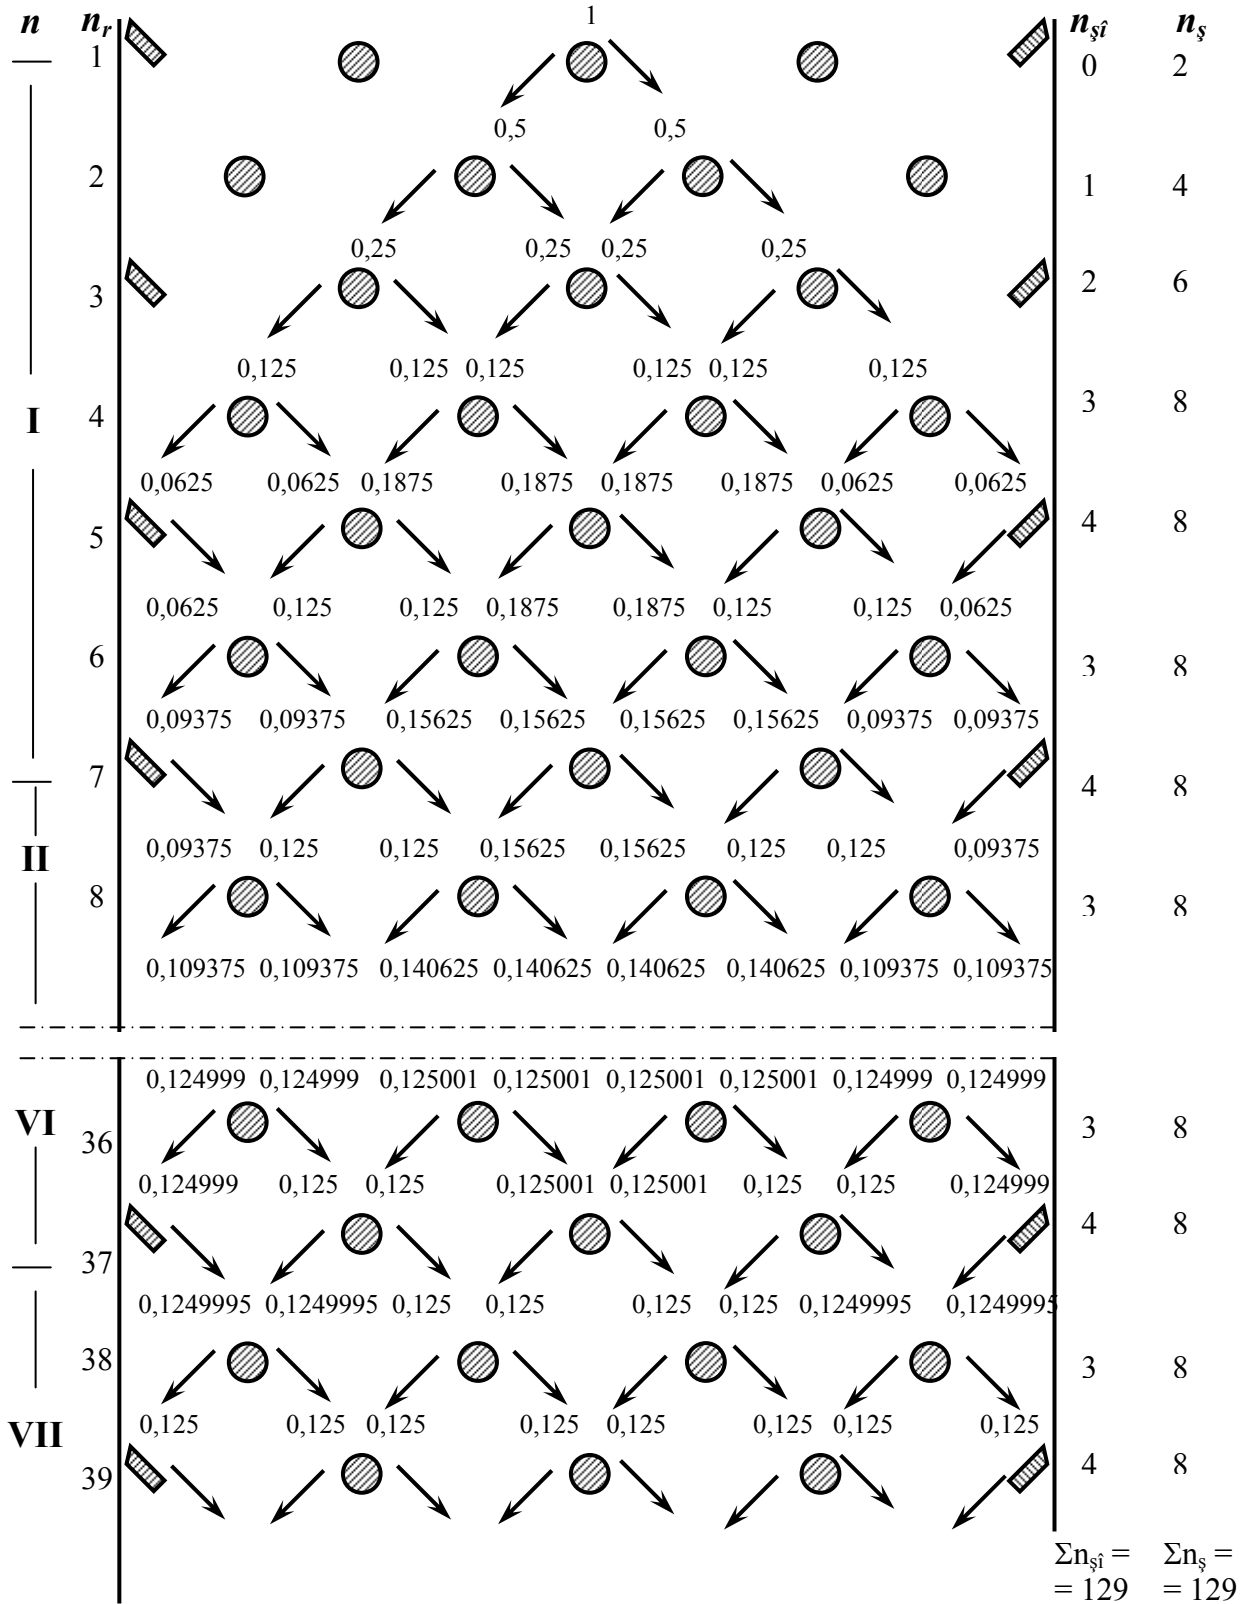 n n_r 1 n_şî n_ş
1 0 2
0,5 0,5
2 1 4
0,25 0,25 0,25 0,25
3 2 6
0,125 0,125 0,125 0,125 0,125 0,125
I 4 3 8
0,0625 0,0625 0,1875 0,1875 0,1875 0,1875 0,0625 0,0625
5 4 8
0,0625 0,125 0,125 0,1875 0,1875 0,125 0,125 0,0625
6 3 8
0,09375 0,09375 0,15625 0,15625 0,15625 0,15625 0,09375 0,09375
7 4 8
0,09375 0,125 0,125 0,15625 0,15625 0,125 0,125 0,09375
II
8 3 8
0,109375 0,109375 0,140625 0,140625 0,140625 0,140625 0,109375 0,109375
0,124999 0,124999 0,125001 0,125001 0,125001 0,125001 0,124999 0,124999
VI 36 3 8
0,124999 0,125 0,125 0,125001 0,125001 0,125 0,125 0,124999
37 4 8
0,1249995 0,1249995 0,125 0,125 0,125 0,125 0,1249995 0,1249995
38 3 8
0,125 0,125 0,125 0,125 0,125 0,125 0,125 0,125
VII
39 4 8
Σn_şî = Σn_ş =
= 129 = 129